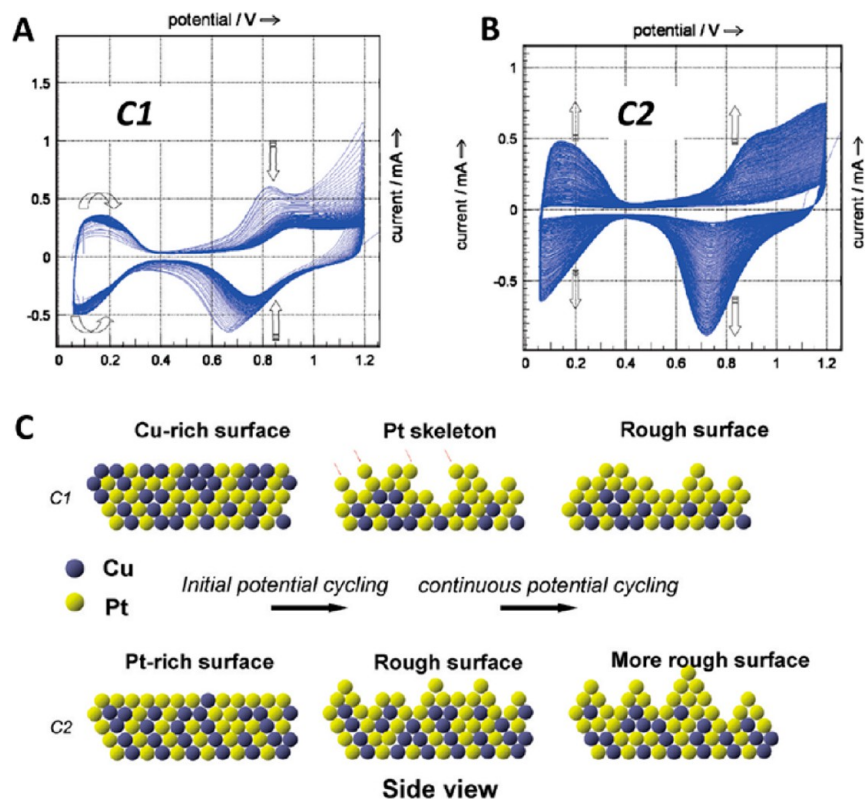 A
potential / V →
C1
1.5
1
0.5
0
-0.5
0 0.2 0.4 0.6 0.8 1 1.2
current / mA →
B
potential / V →
C2
1
0.5
0
-0.5
0 0.2 0.4 0.6 0.8 1 1.2
current / mA →
current / mA →
C
Cu-rich surface Pt skeleton Rough surface
C1
Cu
Pt
Initial potential cycling continuous potential cycling
Pt-rich surface Rough surface More rough surface
C2
Side view